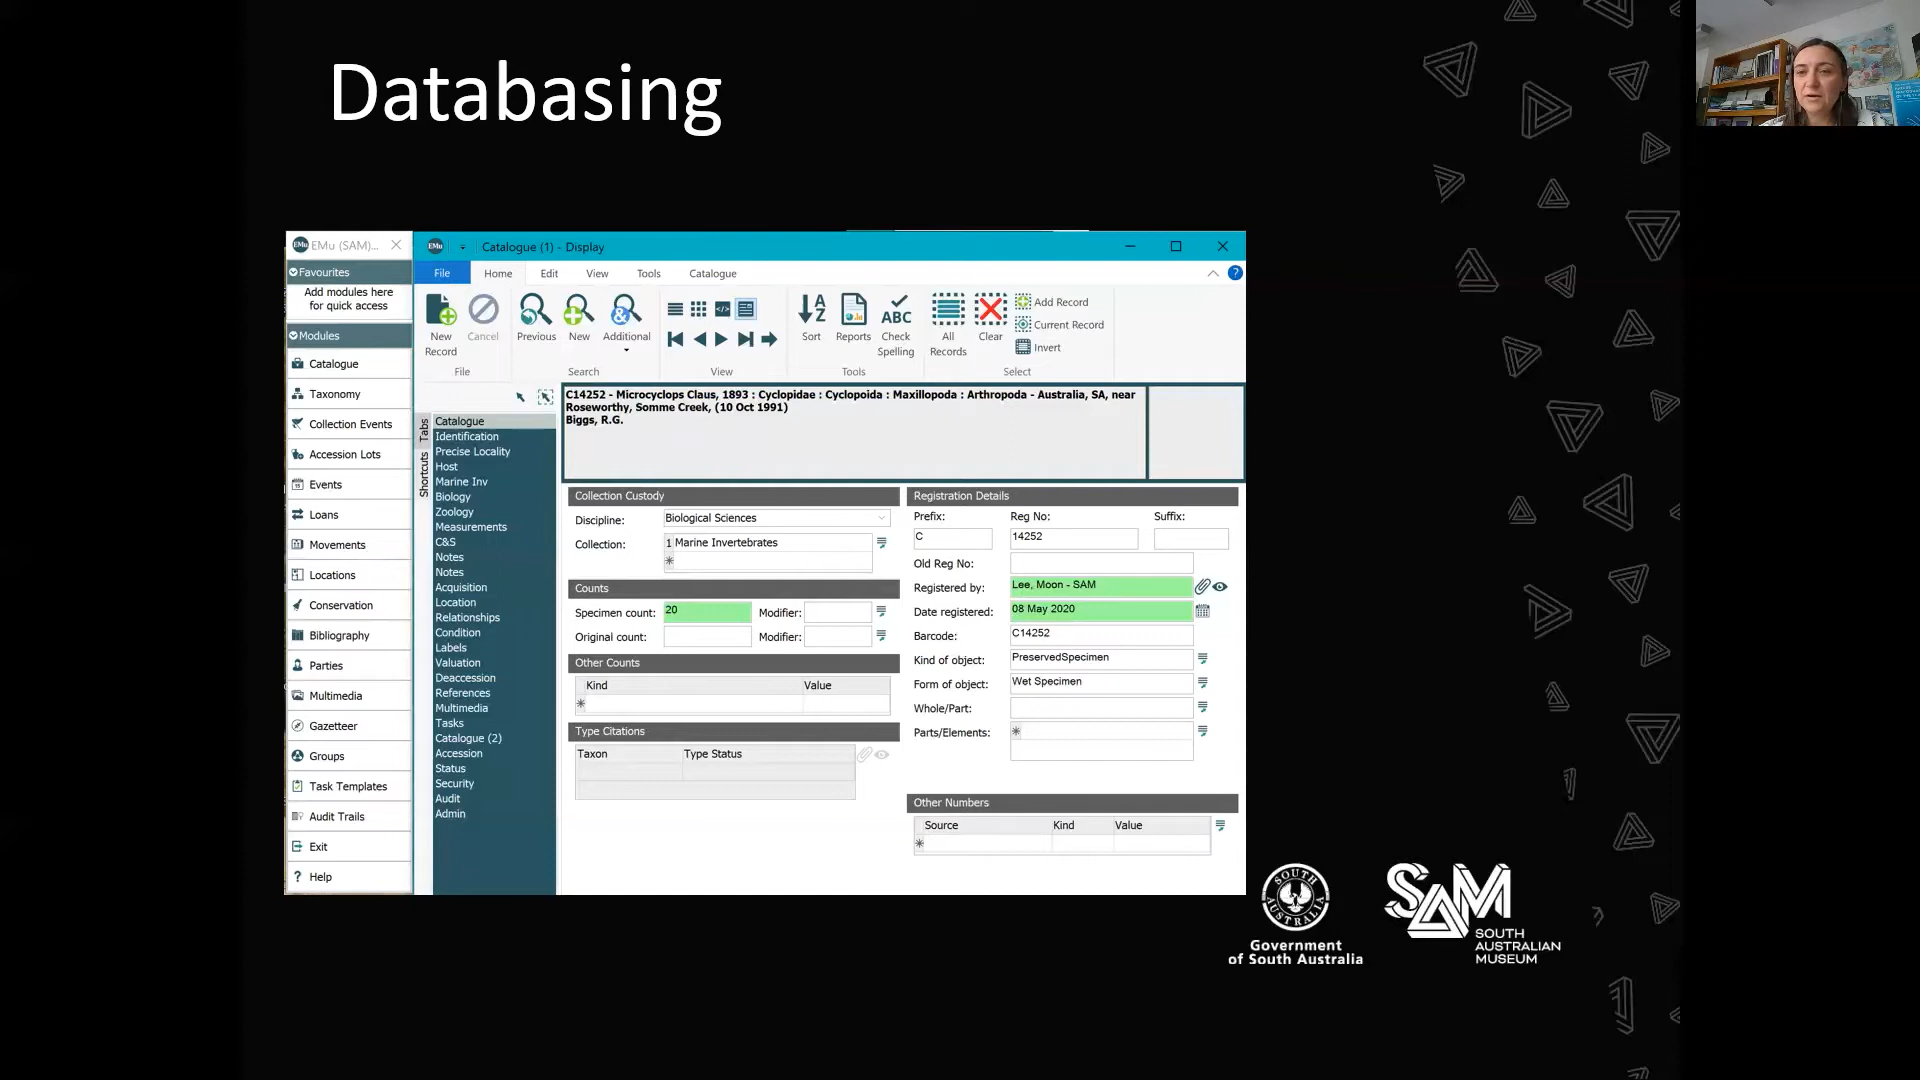 Databasing
EMu (SAM)...
Favourites
Add modules here
for quick access
Modules
Catalogue
Taxonomy
Collection Events
Accession Lots
Events
Loans
Movements
Locations
Conservation
Bibliography
Parties
Multimedia
Gazetteer
Groups
Task Templates
Audit Trails
Exit
? Help
EMu Catalogue (1) - Display
File Home Edit View Tools Catalogue
New Record
Cancel
File
Previous
New
Additional
Search
View
Sort
Reports
ABC
Check Spelling
Tools
All Records
Clear
Add Record
Current Record
Invert
Select
Tabs
Shortcuts
Catalogue
Identification
Precise Locality
Host
Marine Inv
Biology
Zoology
Measurements
C&S
Notes
Notes
Acquisition
Location
Relationships
Condition
Labels
Valuation
Deaccession
References
Multimedia
Tasks
Catalogue (2)
Accession
Status
Security
Audit
Admin
C14252 - Microcyclops Claus, 1893 : Cyclopidae : Cyclopoida : Maxillopoda : Arthropoda - Australia, SA, near
Roseworthy, Somme Creek, (10 Oct 1991)
Biggs, R.G.
Collection Custody
Discipline: Biological Sciences
Collection: 1 Marine Invertebrates
Counts
Specimen count: 20 Modifier:
Original count: Modifier:
Other Counts
Kind Value
Type Citations
Taxon Type Status
Registration Details
Prefix: Reg No: Suffix:
C 14252
Old Reg No:
Registered by: Lee, Moon - SAM
Date registered: 08 May 2020
Barcode: C14252
Kind of object: PreservedSpecimen
Form of object: Wet Specimen
Whole/Part:
Parts/Elements:
Other Numbers
Source Kind Value
SOUTH AUSTRALIA
Government
of South Australia
SAM
SOUTH
AUSTRALIAN
MUSEUM